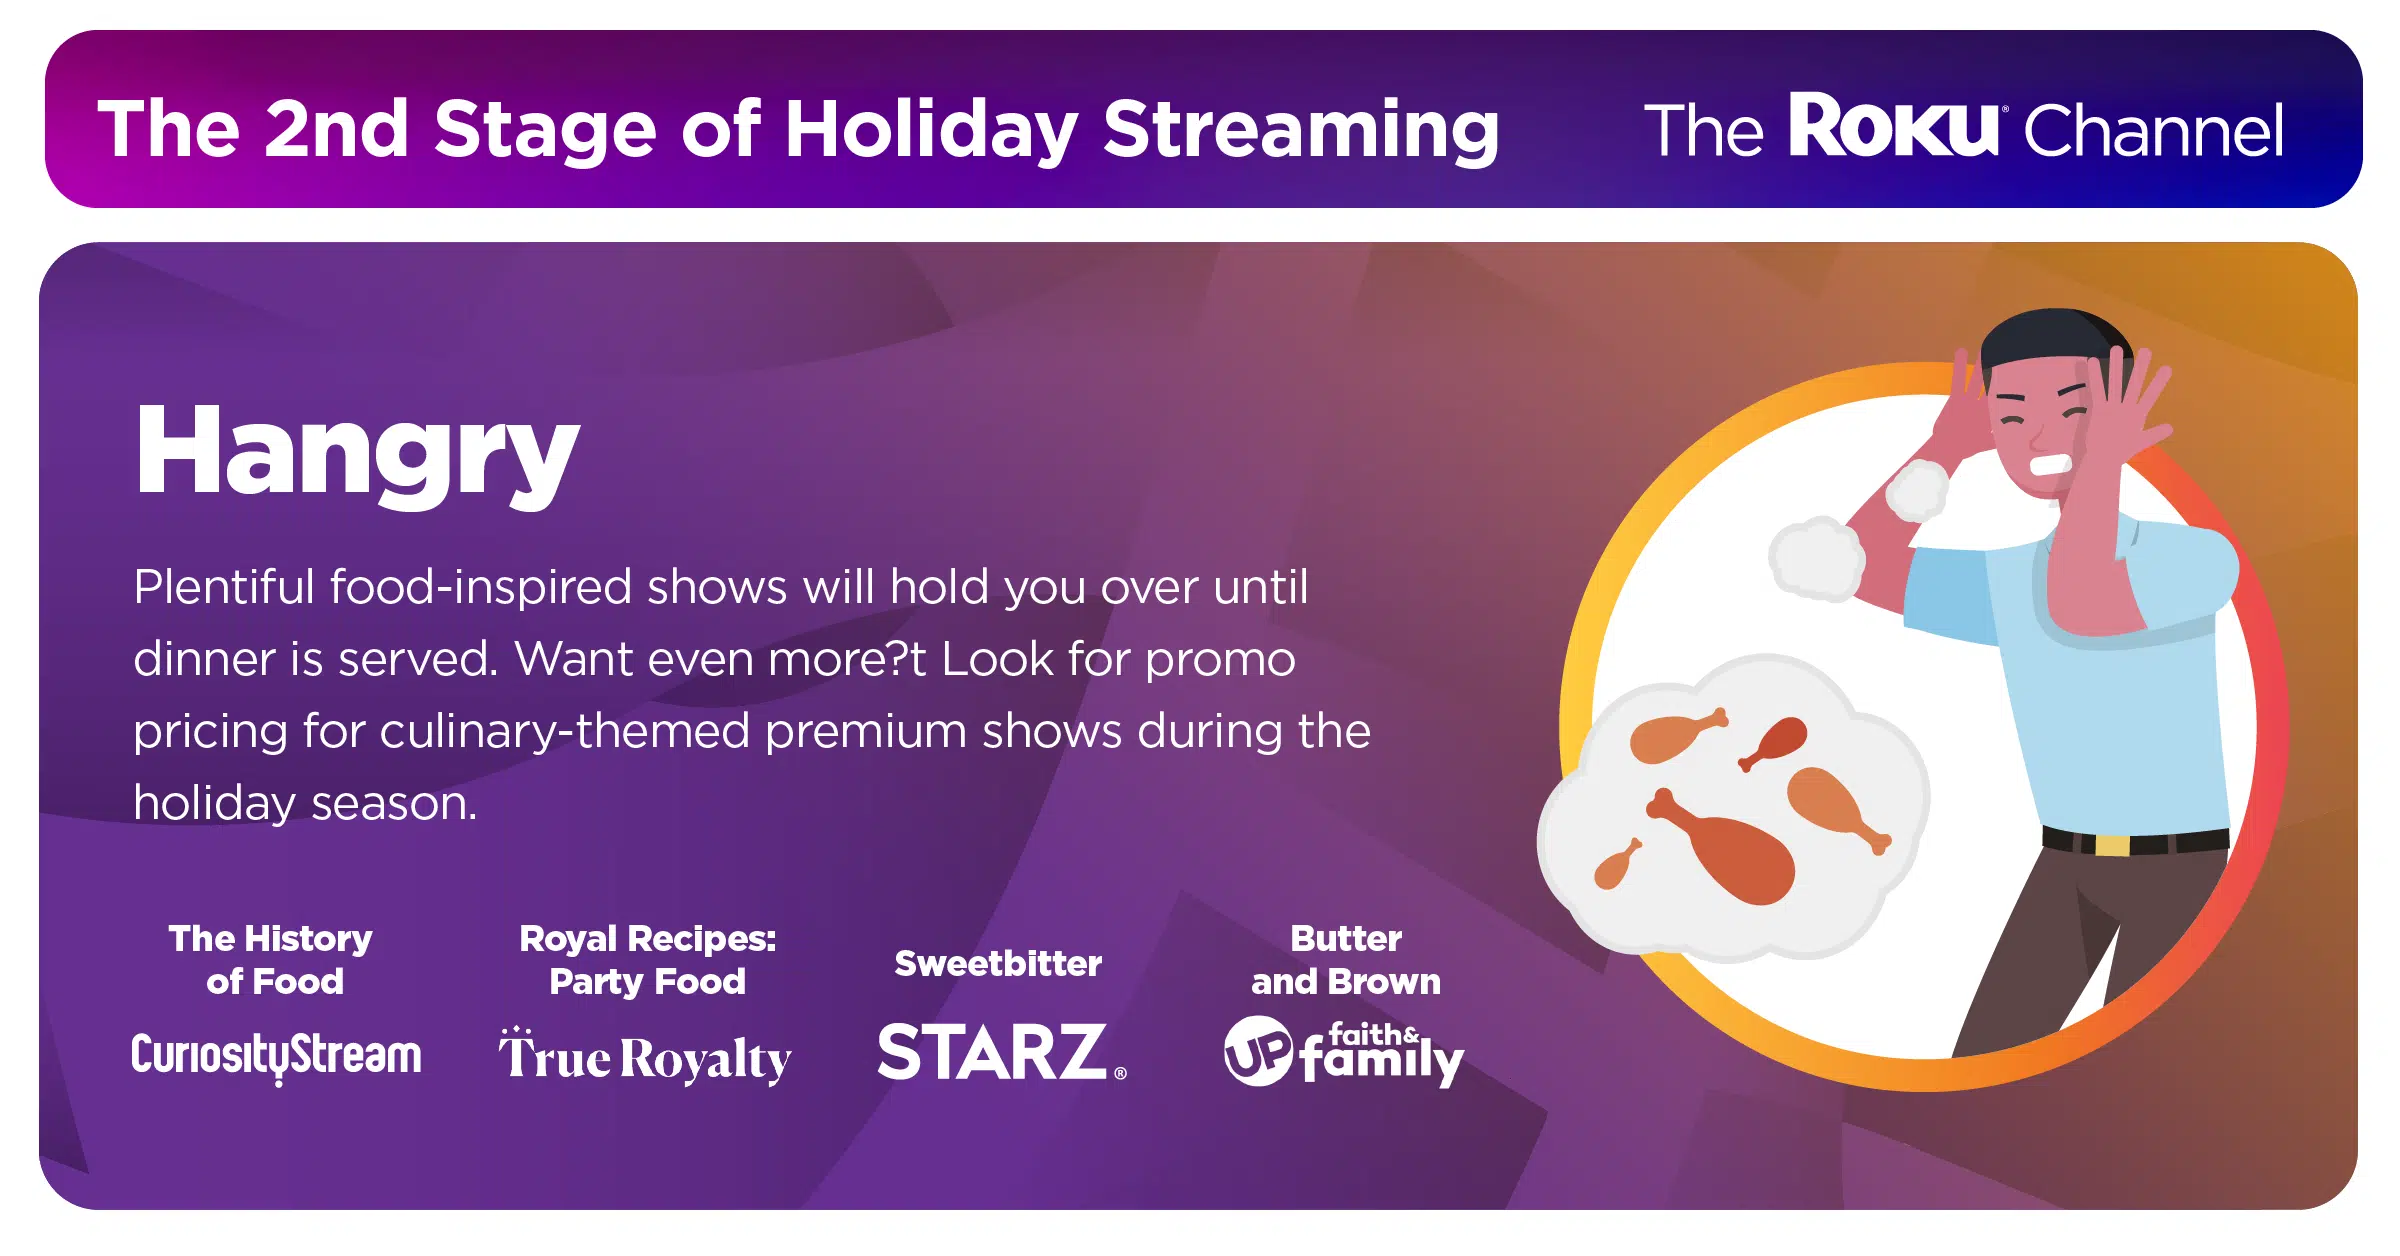 The 2nd Stage of Holiday Streaming
The ROKU® Channel
Hangry
Plentiful food-inspired shows will hold you over until
dinner is served. Want even more?t Look for promo
pricing for culinary-themed premium shows during the
holiday season.
The History
of Food
CuriosityStream
Royal Recipes:
Party Food
True Royalty
Sweetbitter
STARZ®
Butter
and Brown
UP faith&
family